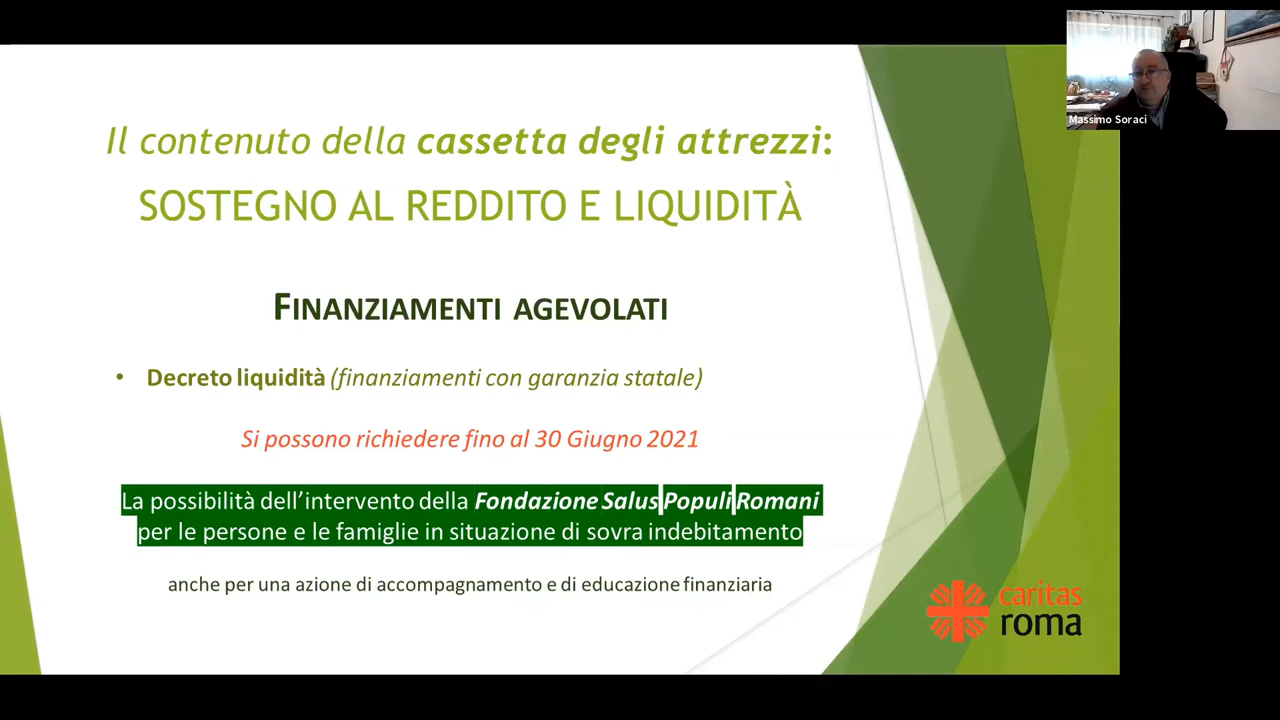 Massimo Soraci
Il contenuto della cassetta degli attrezzi:
SOSTEGNO AL REDDITO E LIQUIDITÀ
FINANZIAMENTI AGEVOLATI
• Decreto liquidità (finanziamenti con garanzia statale)
Si possono richiedere fino al 30 Giugno 2021
La possibilità dell'intervento della Fondazione Salus Populi Romani
per le persone e le famiglie in situazione di sovra indebitamento
anche per una azione di accompagnamento e di educazione finanziaria
caritas
roma